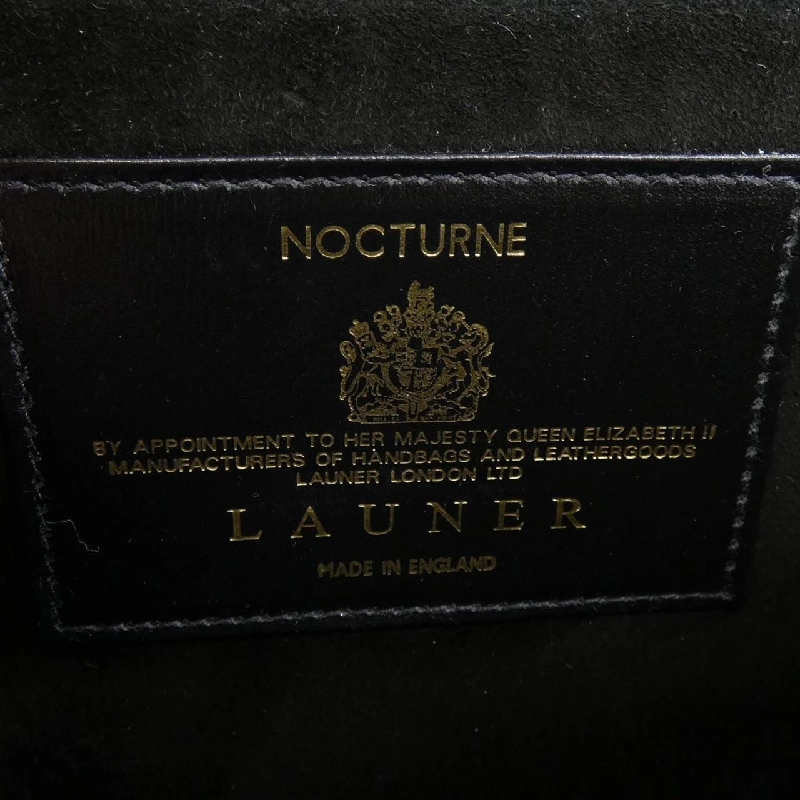 NOCTURNE
BY APPOINTMENT TO HER MAJESTY QUEEN ELIZABETH II
MANUFACTURERS OF HANDBAGS AND LEATHERGOODS
LAUNER LONDON LTD
LAUNER
MADE IN ENGLAND